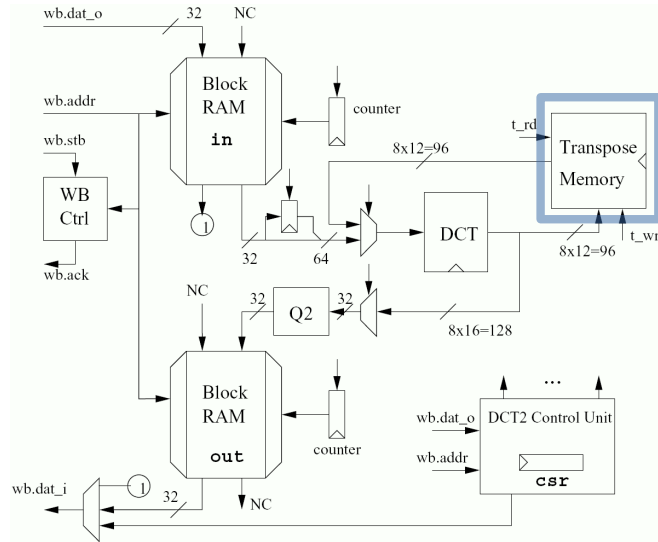 wb.dat_o
32
NC
wb.addr
Block
RAM
in
counter
wb.stb
WB
Ctrl
wb.ack
1
32
64
8x12=96
t_rd
Transpose
Memory
DCT
8x12=96
t_wr
NC
32
Q2
32
8x16=128
Block
RAM
out
counter
wb.dat_o
wb.addr
...
DCT2 Control Unit
csr
wb.dat_i
1
32
NC